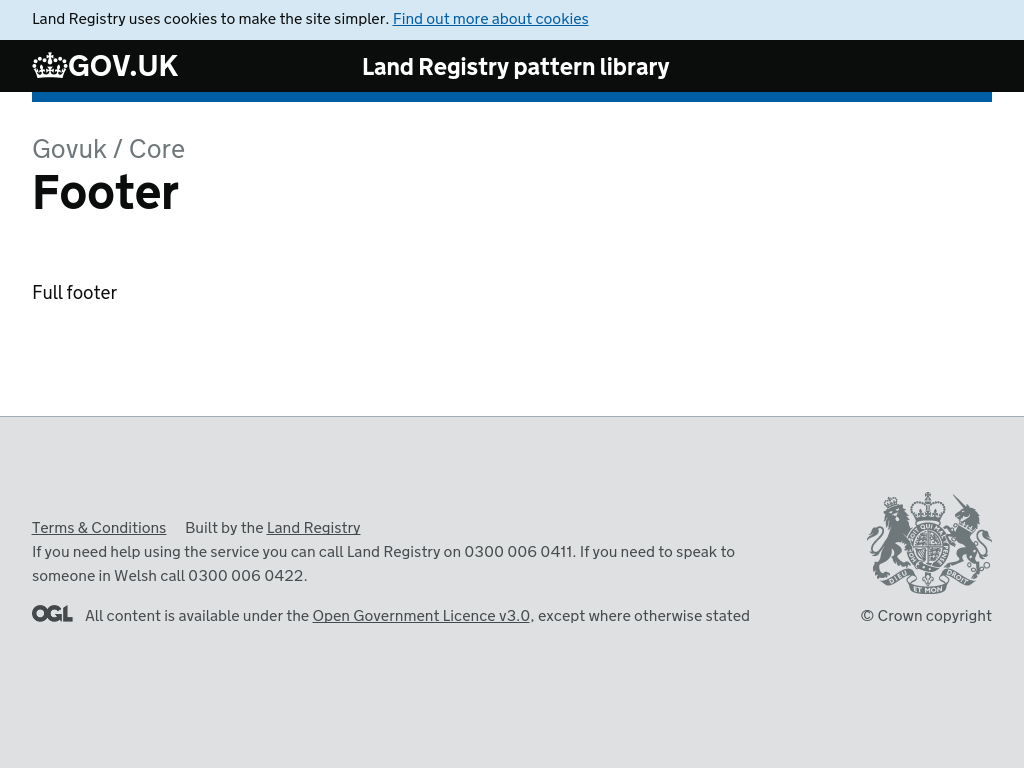 Land Registry uses cookies to make the site simpler. Find out more about cookies
GOV.UK
Land Registry pattern library
Govuk / Core
Footer
Full footer
Terms & Conditions Built by the Land Registry
If you need help using the service you can call Land Registry on 0300 006 0411. If you need to speak to
someone in Welsh call 0300 006 0422.
OGL All content is available under the Open Government Licence v3.0, except where otherwise stated
DIEU ET MON DROIT
© Crown copyright